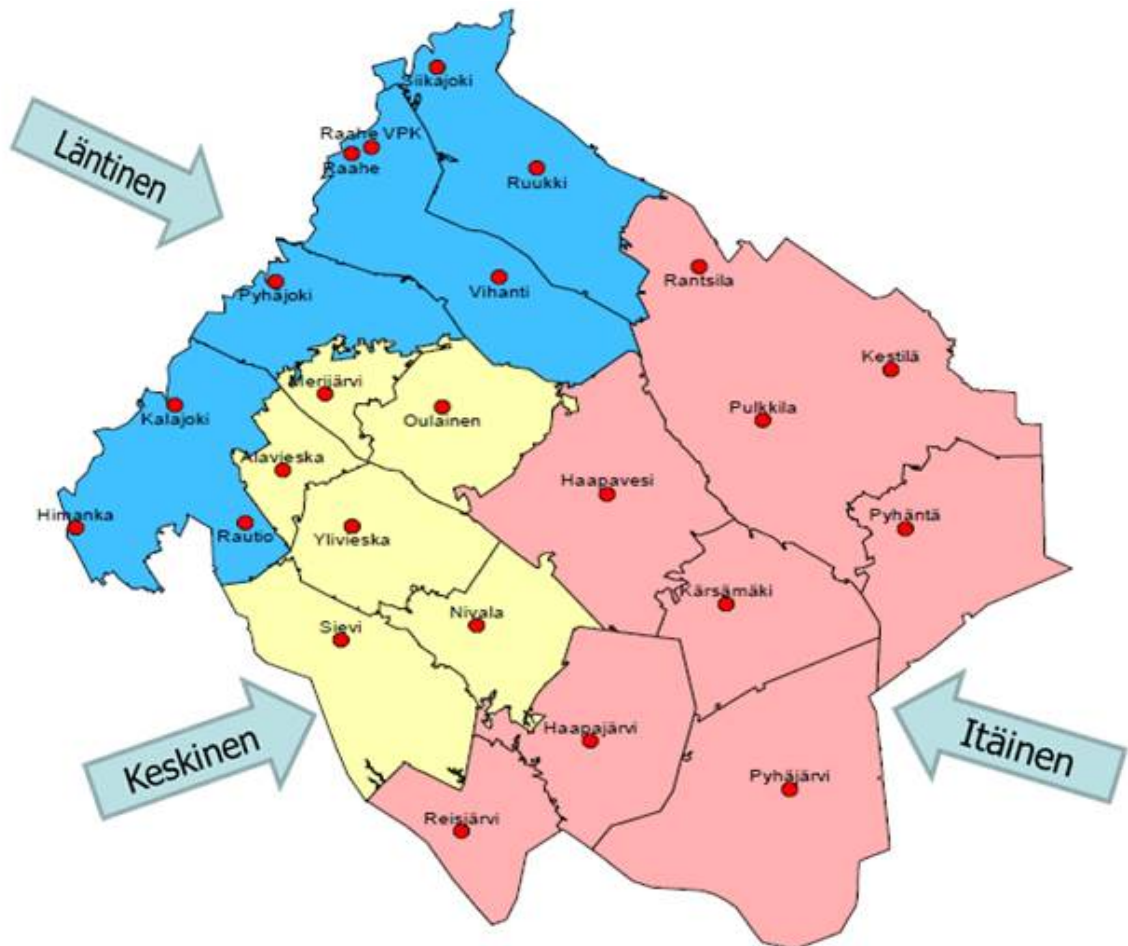 Siikajoki
Raahe VPK
Raahe
Läntinen
Ruukki
Rantsila
Vihanti
Pyhäjoki
Kestilä
Merijärvi
Kalajoki
Oulainen
Pulkkila
Alavieska
Haapavesi
Himanka
Rautio
Ylivieska
Pyhäntä
Kärsämäki
Sievi
Nivala
Haapajärvi
Itäinen
Keskinen
Pyhäjärvi
Reisjärvi